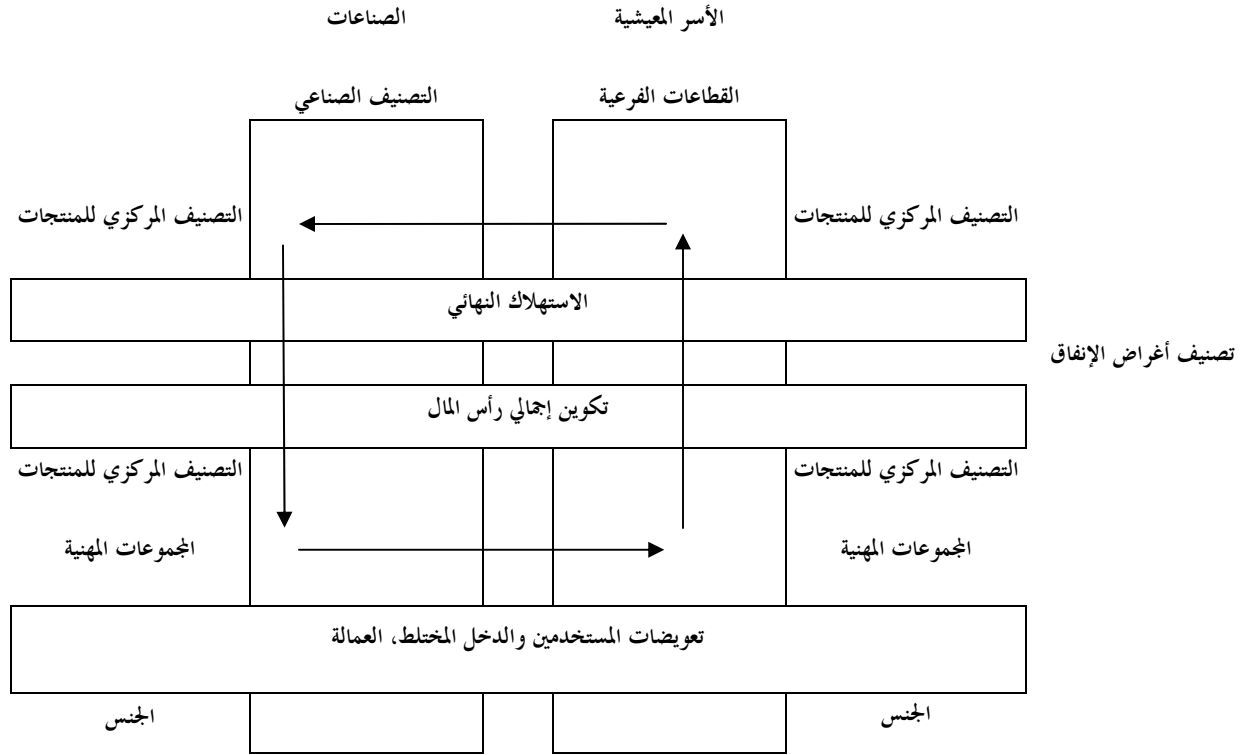 الأسر المعيشية
الصناعات
القطاعات الفرعية
التصنيف الصناعي
التصنيف المركزي للمنتجات
التصنيف المركزي للمنتجات
الاستهلاك النهائي
تصنيف أغراض الإنفاق
تكوين إجمالي رأس المال
التصنيف المركزي للمنتجات
التصنيف المركزي للمنتجات
المجموعات المهنية
المجموعات المهنية
تعويضات المستخدمين والدخل المختلط، العمالة
الجنس
الجنس